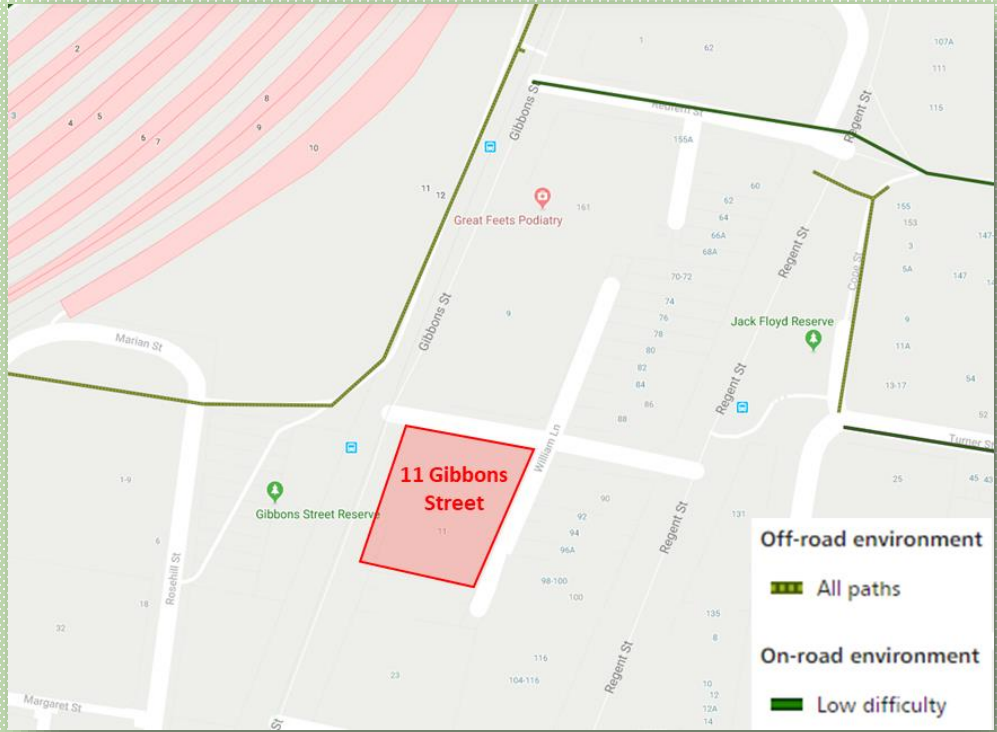 2
3
4
5
6
7
8
9
10
11
12
1
62
107A
111
115
Gibbons St
Redfern St
Regent St
155A
Great Feets Podiatry
161
60
62
64
66A
68A
Regent St
155
153
3
5A
147
147-
Cope St
70-72
74
76
78
80
82
84
86
88
9
Gibbons St
Jack Floyd Reserve
9
11A
13-17
54
52
Marian St
Regent St
Turner St
William Ln
11 Gibbons
Street
11
Gibbons Street Reserve
1-9
6
18
32
Rosehill St
Margaret St
90
92
94
96A
98-100
100
Regent St
131
25
45
43
135
8
10
12
12A
14
116
104-116
23
Regent St
St
Off-road environment
All paths
On-road environment
Low difficulty